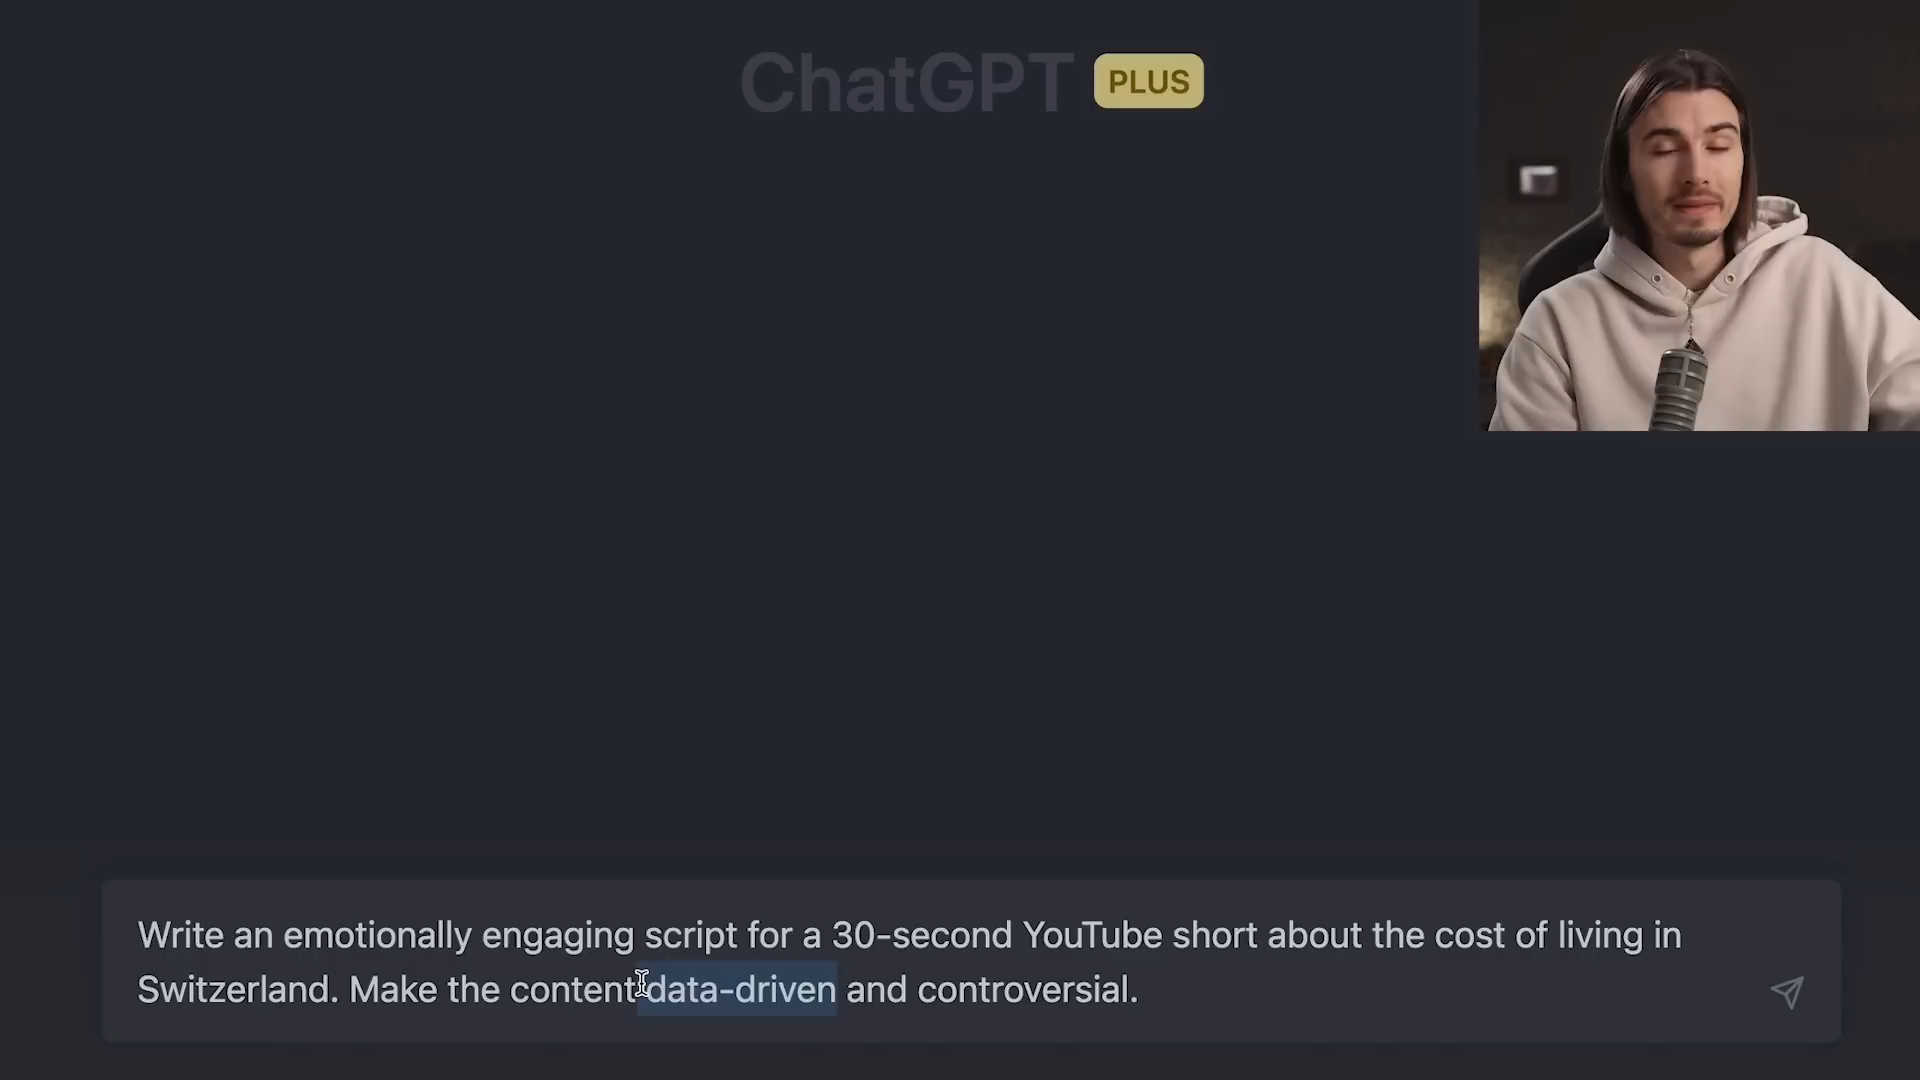 ChatGPT PLUS
Write an emotionally engaging script for a 30-second YouTube short about the cost of living in
Switzerland. Make the content data-driven and controversial.